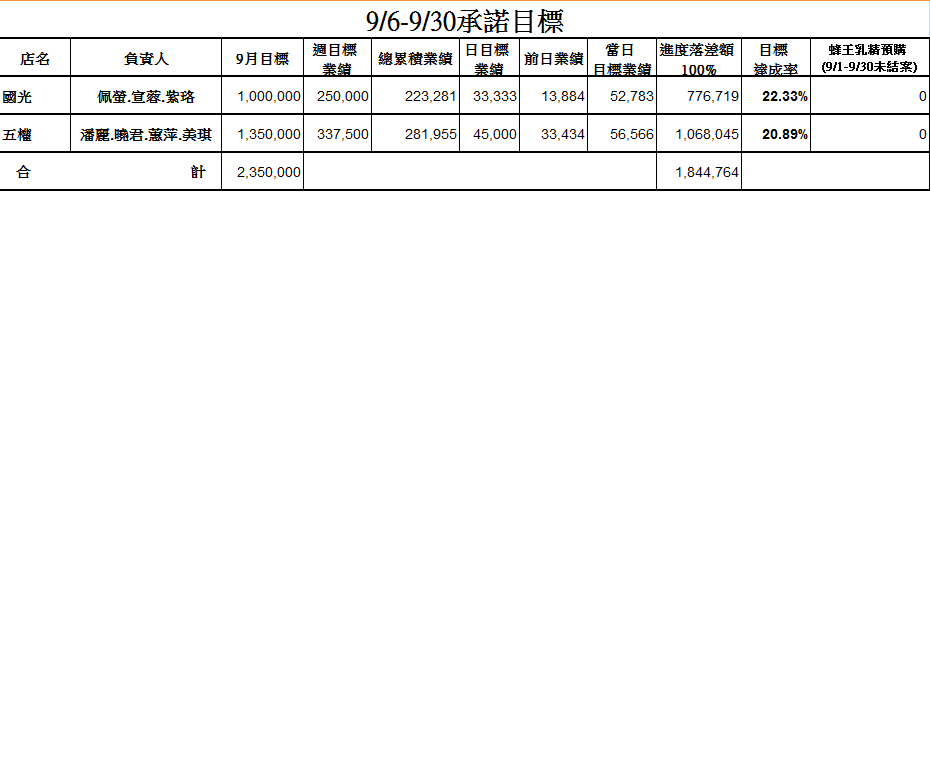 9/6-9/30承諾目標
店名 負責人 9月目標 週目標業績 總累積業績 日目標業績 前日業績 當日目標業績 進度落差額100% 目標達成率 蜂王乳精預購(9/1-9/30未結案)
國光 佩螢.宣蓉.紫珞 1,000,000 250,000 223,281 33,333 13,884 52,783 776,719 22.33% 0
五權 潘麗.曉君.蕙萍.美琪 1,350,000 337,500 281,955 45,000 33,434 56,566 1,068,045 20.89% 0
合 計 2,350,000 1,844,764